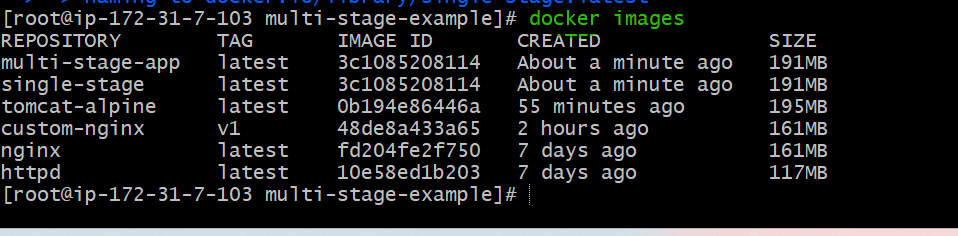 [root@ip-172-31-7-103 multi-stage-example]# docker images
REPOSITORY TAG IMAGE ID CREATED SIZE
multi-stage-app latest 3c1085208114 About a minute ago 191MB
single-stage latest 3c1085208114 About a minute ago 191MB
tomcat-alpine latest 0b194e86446a 55 minutes ago 195MB
custom-nginx v1 48de8a433a65 2 hours ago 161MB
nginx latest fd204fe2f750 7 days ago 161MB
httpd latest 10e58ed1b203 7 days ago 117MB
[root@ip-172-31-7-103 multi-stage-example]#